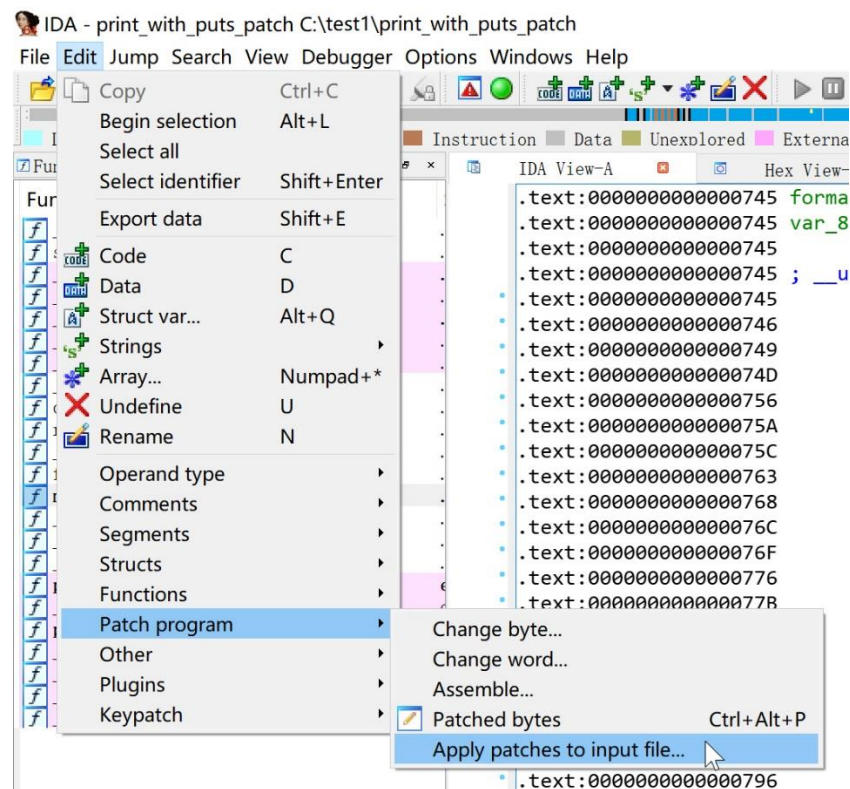 IDA - print_with_puts_patch C:\test1\print_with_puts_patch
File Edit Jump Search View Debugger Options Windows Help
Copy Ctrl+C
Begin selection Alt+L
Select all
Select identifier Shift+Enter
Export data Shift+E
Code C
Data D
Struct var... Alt+Q
Strings
Array... Numpad+*
Undefine U
Rename N
Operand type
Comments
Segments
Structs
Functions
Patch program
Other
Plugins
Keypatch
Instruction Data Unexplored Externa
IDA View-A Hex View-
.text:0000000000000745 forma
.text:0000000000000745 var_8
.text:0000000000000745
.text:0000000000000745 ; __u
.text:0000000000000745
.text:0000000000000746
.text:0000000000000749
.text:000000000000074D
.text:0000000000000756
.text:000000000000075A
.text:000000000000075C
.text:0000000000000763
.text:0000000000000768
.text:000000000000076C
.text:000000000000076F
.text:0000000000000776
.text:000000000000077B
Change byte...
Change word...
Assemble...
Patched bytes Ctrl+Alt+P
Apply patches to input file...
.text:0000000000000796